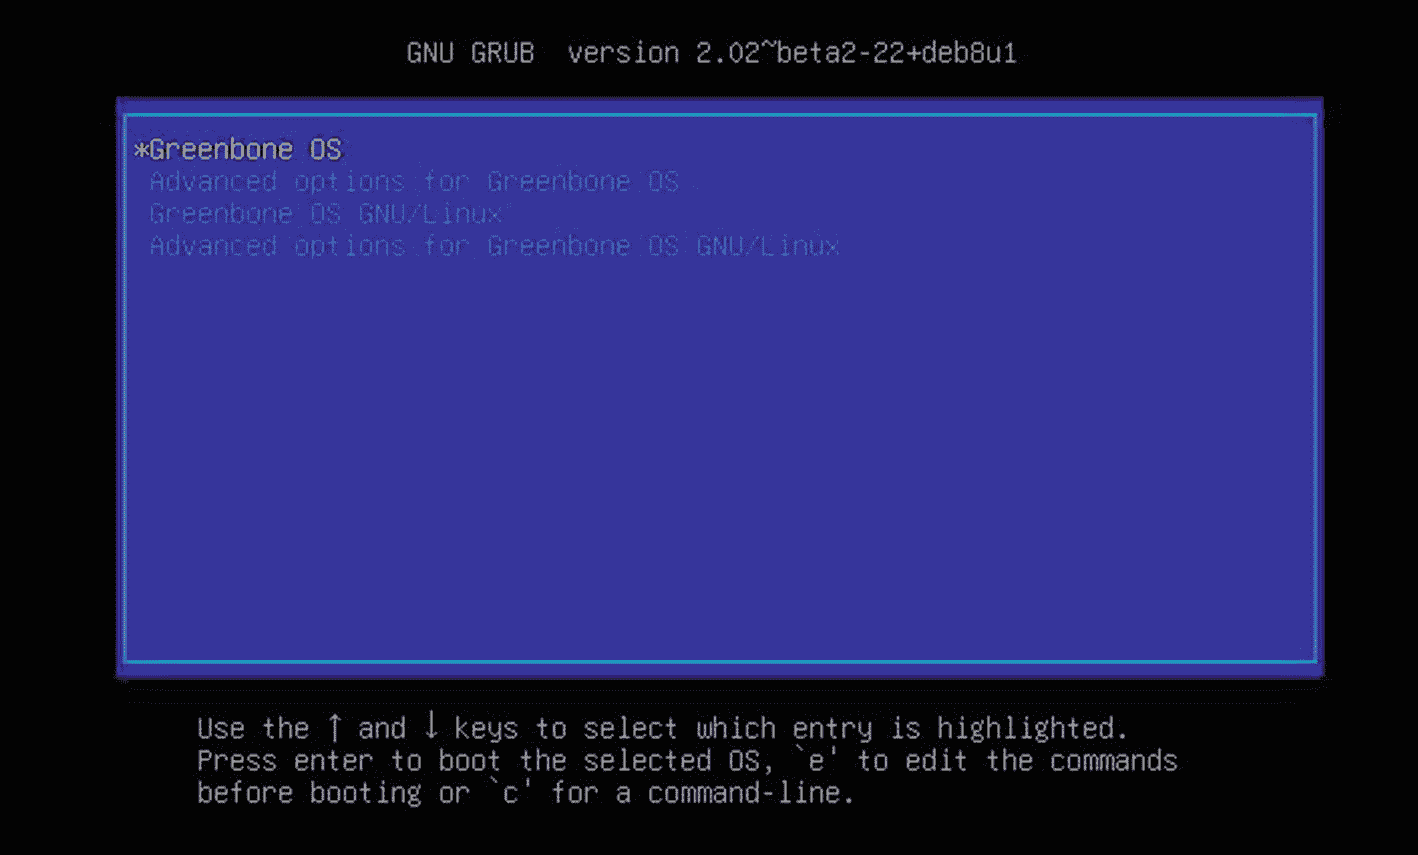 GNU GRUB  version 2.02~beta2-22+deb8u1
*Greenbone OS
Advanced options for Greenbone OS
Greenbone OS GNU/Linux
Advanced options for Greenbone OS GNU/Linux
Use the ↑ and ↓ keys to select which entry is highlighted.
Press enter to boot the selected OS, `e' to edit the commands
before booting or `c' for a command-line.